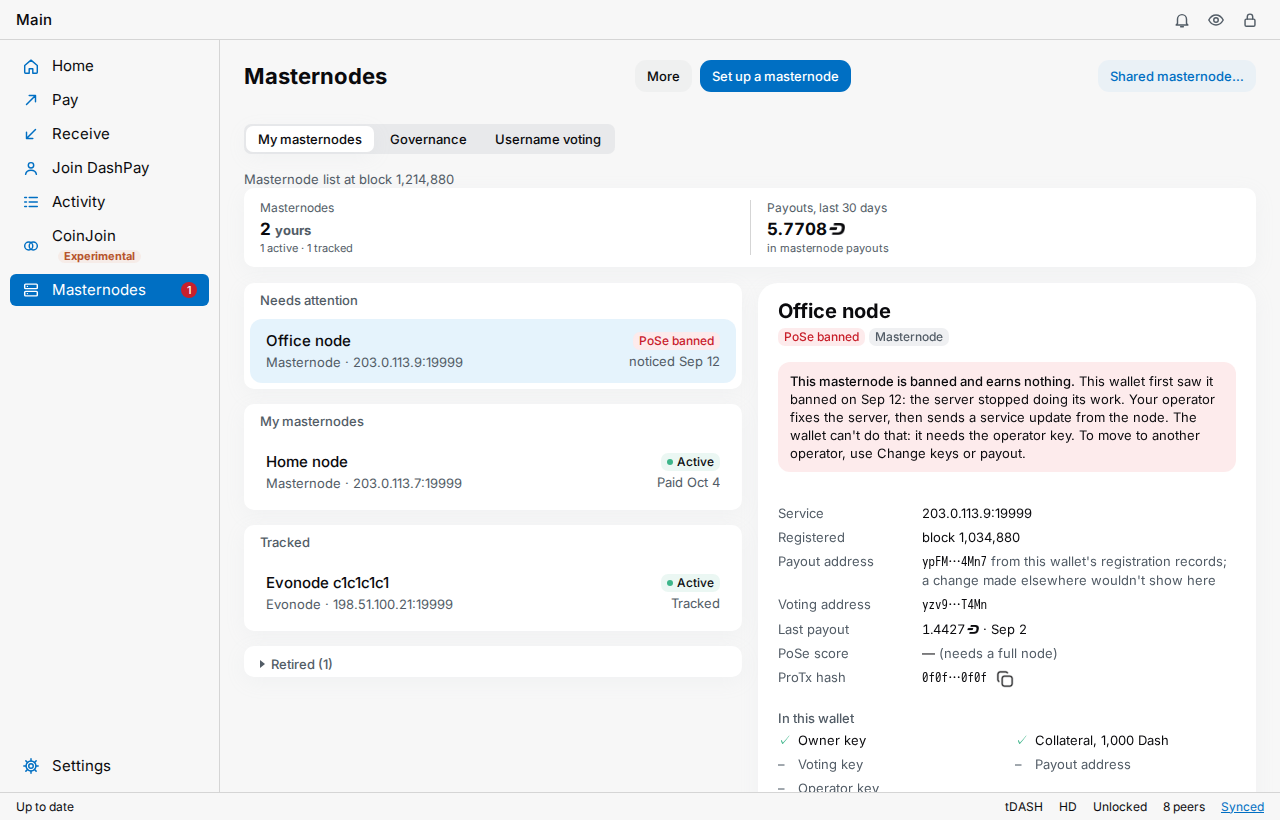 Main
Home
Pay
Receive
Join DashPay
Activity
CoinJoin
Experimental
Masternodes 1
Settings
Masternodes
More
Set up a masternode
Shared masternode…
My masternodes
Governance
Username voting
Masternode list at block 1,214,880
Masternodes
2 yours
1 active · 1 tracked
Payouts, last 30 days
5.7708
in masternode payouts
Needs attention
Office node
PoSe banned
Masternode · 203.0.113.9:19999
noticed Sep 12
My masternodes
Home node
Active
Masternode · 203.0.113.7:19999
Paid Oct 4
Tracked
Evonode c1c1c1c1
Active
Evonode · 198.51.100.21:19999
Tracked
Retired (1)
Office node
PoSe banned
Masternode
This masternode is banned and earns nothing. This wallet first saw it
banned on Sep 12: the server stopped doing its work. Your operator
fixes the server, then sends a service update from the node. The
wallet can't do that: it needs the operator key. To move to another
operator, use Change keys or payout.
Service 203.0.113.9:19999
Registered block 1,034,880
Payout address ypFM⋯4Mn7 from this wallet's registration records;
a change made elsewhere wouldn't show here
Voting address yzv9⋯T4Mn
Last payout 1.4427 · Sep 2
PoSe score — (needs a full node)
ProTx hash 0f0f⋯0f0f
In this wallet
✓ Owner key
✓ Collateral, 1,000 Dash
– Voting key
– Payout address
– Operator key
Up to date
tDASH
HD
Unlocked
8 peers
Synced